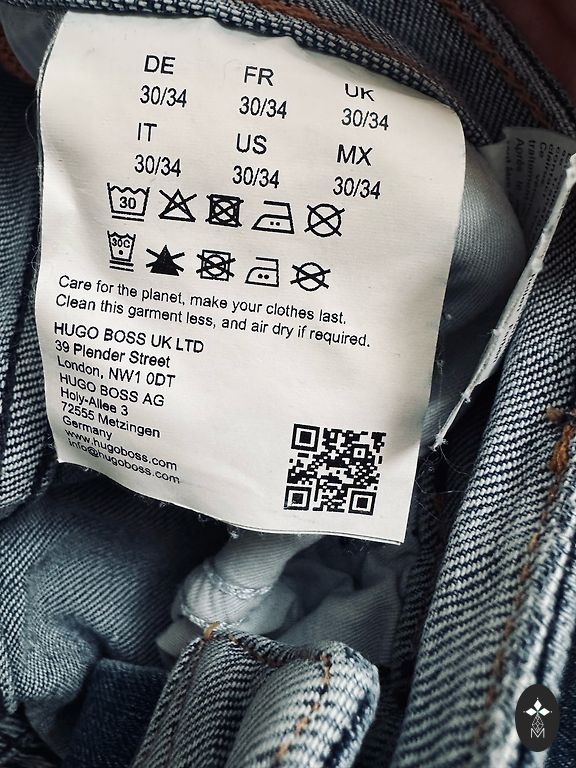 DE FR UK
30/34 30/34 30/34
IT US MX
30/34 30/34 30/34
30
30C
Care for the planet, make your clothes last.
Clean this garment less, and air dry if required.
HUGO BOSS UK LTD
39 Plender Street
London, NW1 0DT
HUGO BOSS AG
Holy-Allee 3
72555 Metzingen
Germany
www.hugoboss.com
info@hugoboss.com
M